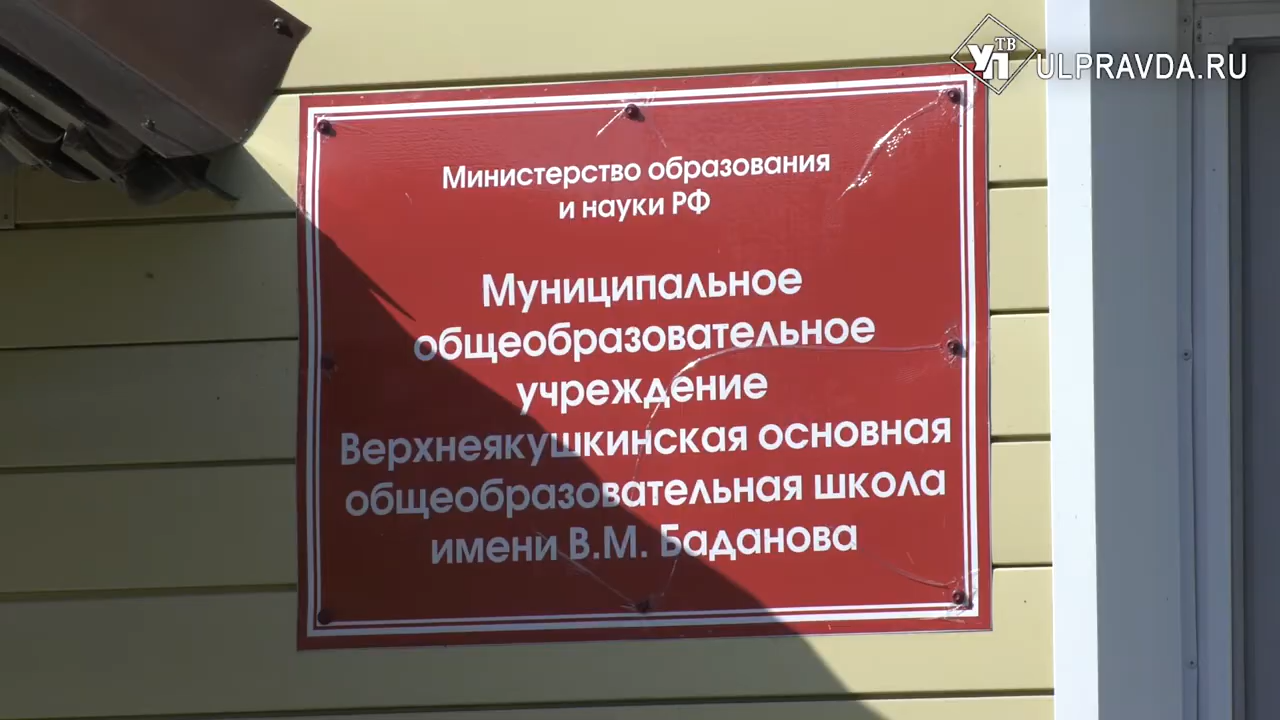 УП ТВ ULPRAVDA.RU
Министерство образования
и науки РФ
Муниципальное
общеобразовательное
учреждение
Верхнеякушкинская основная
общеобразовательная школа
имени В.М. Баданова